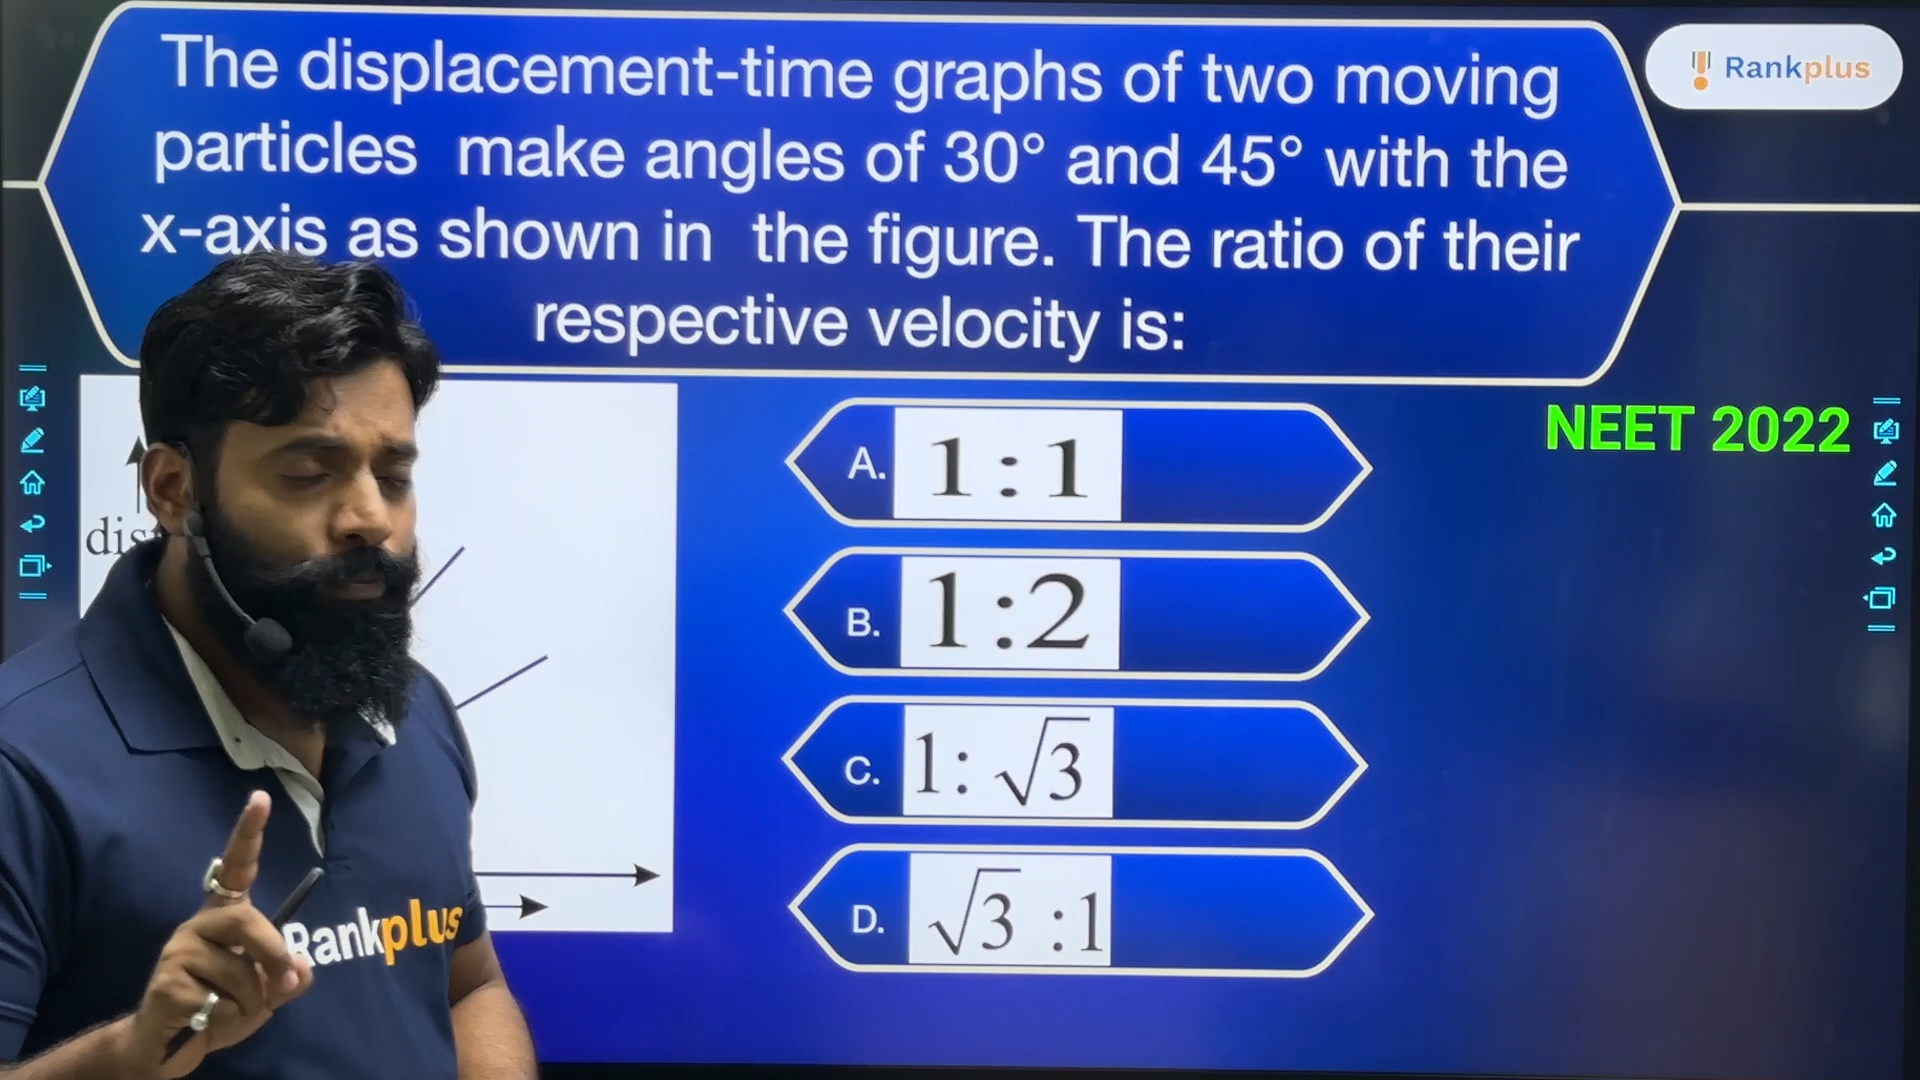 The displacement-time graphs of two moving
particles make angles of 30° and 45° with the
x-axis as shown in the figure. The ratio of their
respective velocity is:
Rankplus
NEET 2022
A. 1 : 1
B. 1 : 2
C. 1 : √3
D. √3 : 1
Rankplus